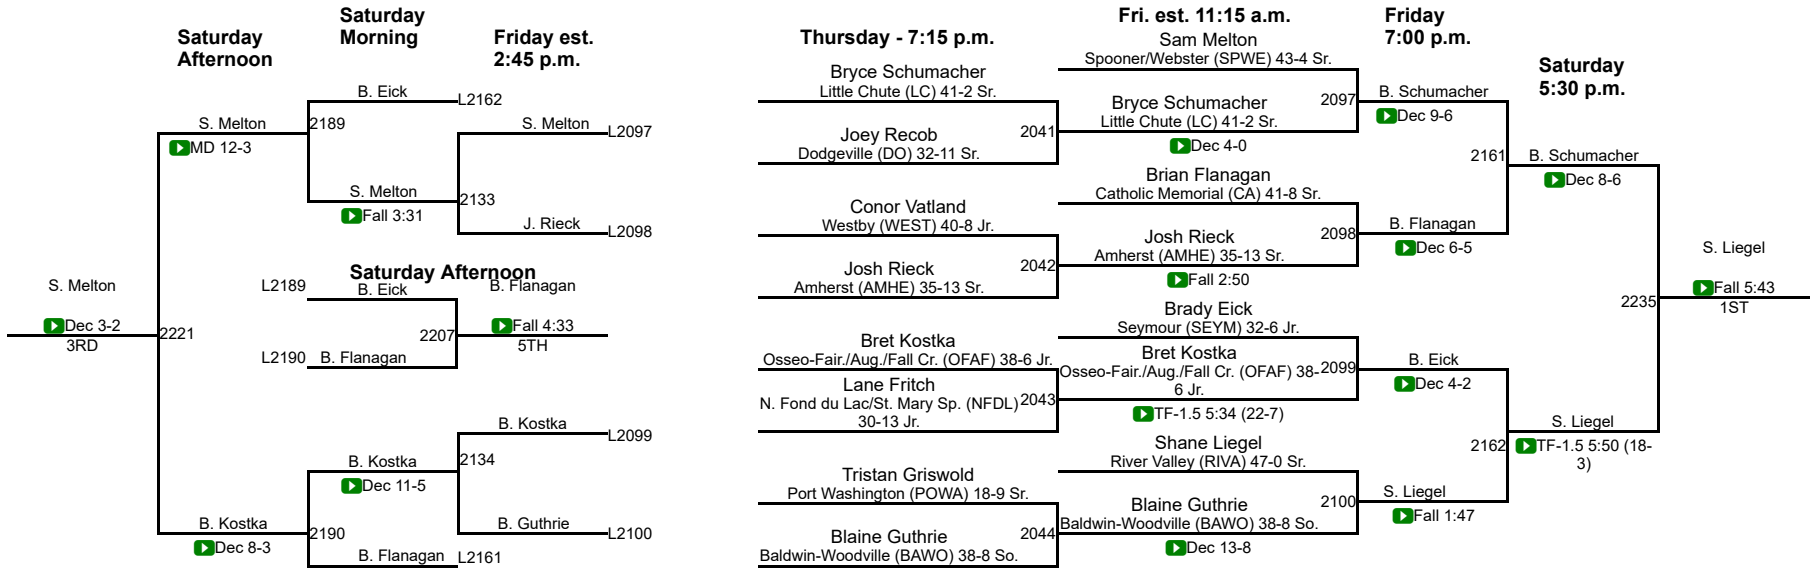 Saturday
Afternoon
Saturday
Morning
Friday est.
2:45 p.m.
Thursday - 7:15 p.m.
Fri. est. 11:15 a.m.
Friday
7:00 p.m.
Saturday
5:30 p.m.
B. Eick
L2162
S. Melton
2189
MD 12-3
S. Melton
L2097
S. Melton
2133
Fall 3:31
J. Rieck
L2098
Saturday Afternoon
S. Melton
Dec 3-2
3RD
2221
L2189
B. Eick
B. Flanagan
2207
Fall 4:33
5TH
L2190
B. Flanagan
B. Kostka
L2099
B. Kostka
2134
Dec 11-5
B. Kostka
2190
Dec 8-3
B. Guthrie
L2100
B. Flanagan
L2161
Bryce Schumacher
Little Chute (LC) 41-2 Sr.
Joey Recob
Dodgeville (DO) 32-11 Sr.
2041
Conor Vatland
Westby (WEST) 40-8 Jr.
Josh Rieck
Amherst (AMHE) 35-13 Sr.
2042
Bret Kostka
Osseo-Fair./Aug./Fall Cr. (OFAF) 38-6 Jr.
Lane Fritch
N. Fond du Lac/St. Mary Sp. (NFDL)
30-13 Jr.
2043
Tristan Griswold
Port Washington (POWA) 18-9 Sr.
Blaine Guthrie
Baldwin-Woodville (BAWO) 38-8 So.
2044
Sam Melton
Spooner/Webster (SPWE) 43-4 Sr.
Bryce Schumacher
Little Chute (LC) 41-2 Sr.
2097
Dec 4-0
Brian Flanagan
Catholic Memorial (CA) 41-8 Sr.
Josh Rieck
Amherst (AMHE) 35-13 Sr.
2098
Fall 2:50
Brady Eick
Seymour (SEYM) 32-6 Jr.
Bret Kostka
Osseo-Fair./Aug./Fall Cr. (OFAF) 38-
6 Jr.
2099
TF-1.5 5:34 (22-7)
Shane Liegel
River Valley (RIVA) 47-0 Sr.
Blaine Guthrie
Baldwin-Woodville (BAWO) 38-8 So.
2100
Dec 13-8
B. Schumacher
Dec 9-6
2161
B. Flanagan
Dec 6-5
B. Eick
Dec 4-2
2162
S. Liegel
Fall 1:47
B. Schumacher
Dec 8-6
2235
S. Liegel
TF-1.5 5:50 (18-
3)
S. Liegel
Fall 5:43
1ST